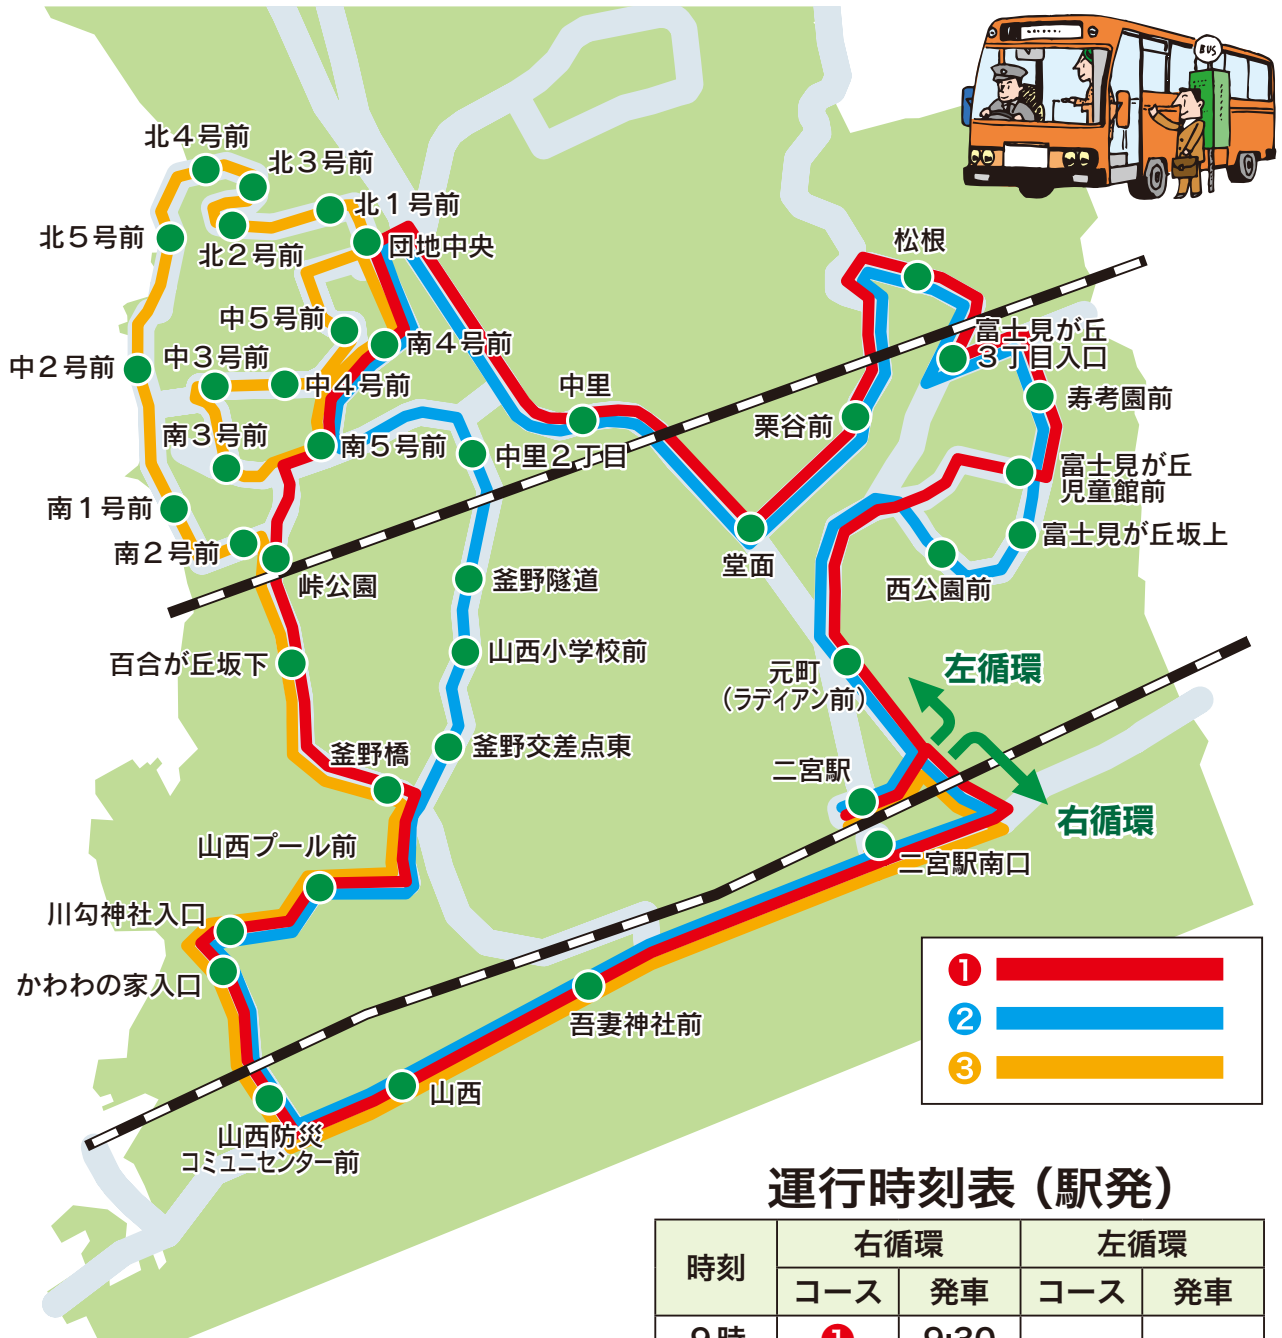 BUS
北４号前
北３号前
北１号前
北５号前
北２号前
団地中央
松根
中５号前
南４号前
富士見が丘
３丁目入口
中２号前
中３号前
中４号前
中里
寿考園前
栗谷前
南３号前
南５号前
中里２丁目
富士見が丘
児童館前
南１号前
南２号前
富士見が丘坂上
堂面
西公園前
峠公園
釜野隧道
百合が丘坂下
山西小学校前
元町
（ラディアン前）
左循環
釜野橋
釜野交差点東
二宮駅
右循環
山西プール前
二宮駅南口
川勾神社入口
かわわの家入口
吾妻神社前
山西
山西防災
コミュニセンター前
1
2
3
運行時刻表（駅発）
時刻 右循環 左循環
コース 発車 コース 発車
９時 1 9:30